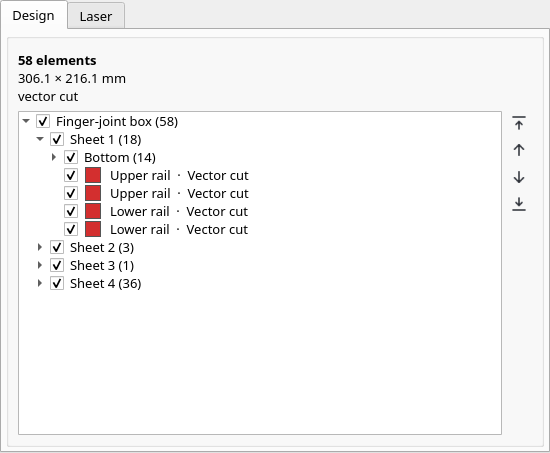 Design
Laser
58 elements
306.1 × 216.1 mm
vector cut
Finger-joint box (58)
Sheet 1 (18)
Bottom (14)
Upper rail · Vector cut
Upper rail · Vector cut
Lower rail · Vector cut
Lower rail · Vector cut
Sheet 2 (3)
Sheet 3 (1)
Sheet 4 (36)